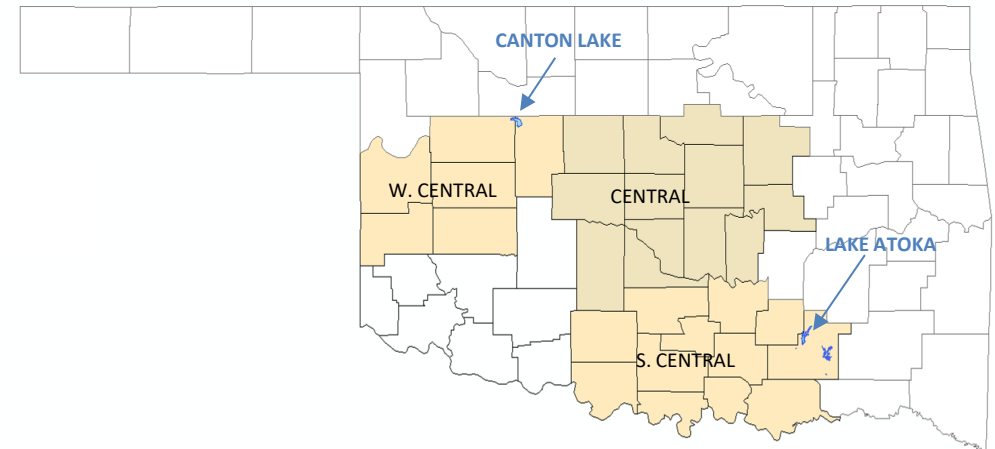 CANTON LAKE
W. CENTRAL
CENTRAL
LAKE ATOKA
S. CENTRAL